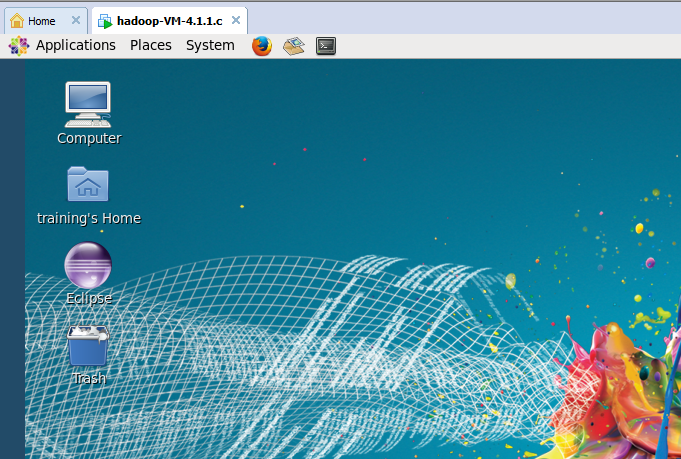 Home
hadoop-VM-4.1.1.c
Applications Places System
Computer
training's Home
Eclipse
Trash